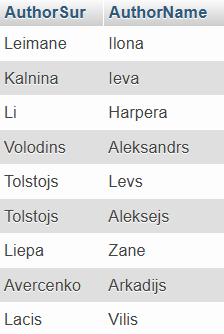 AuthorSur AuthorName
Leimane Ilona
Kalnina Ieva
Li Harpera
Volodins Aleksandrs
Tolstojs Levs
Tolstojs Aleksejs
Liepa Zane
Avercenko Arkadijs
Lacis Vilis